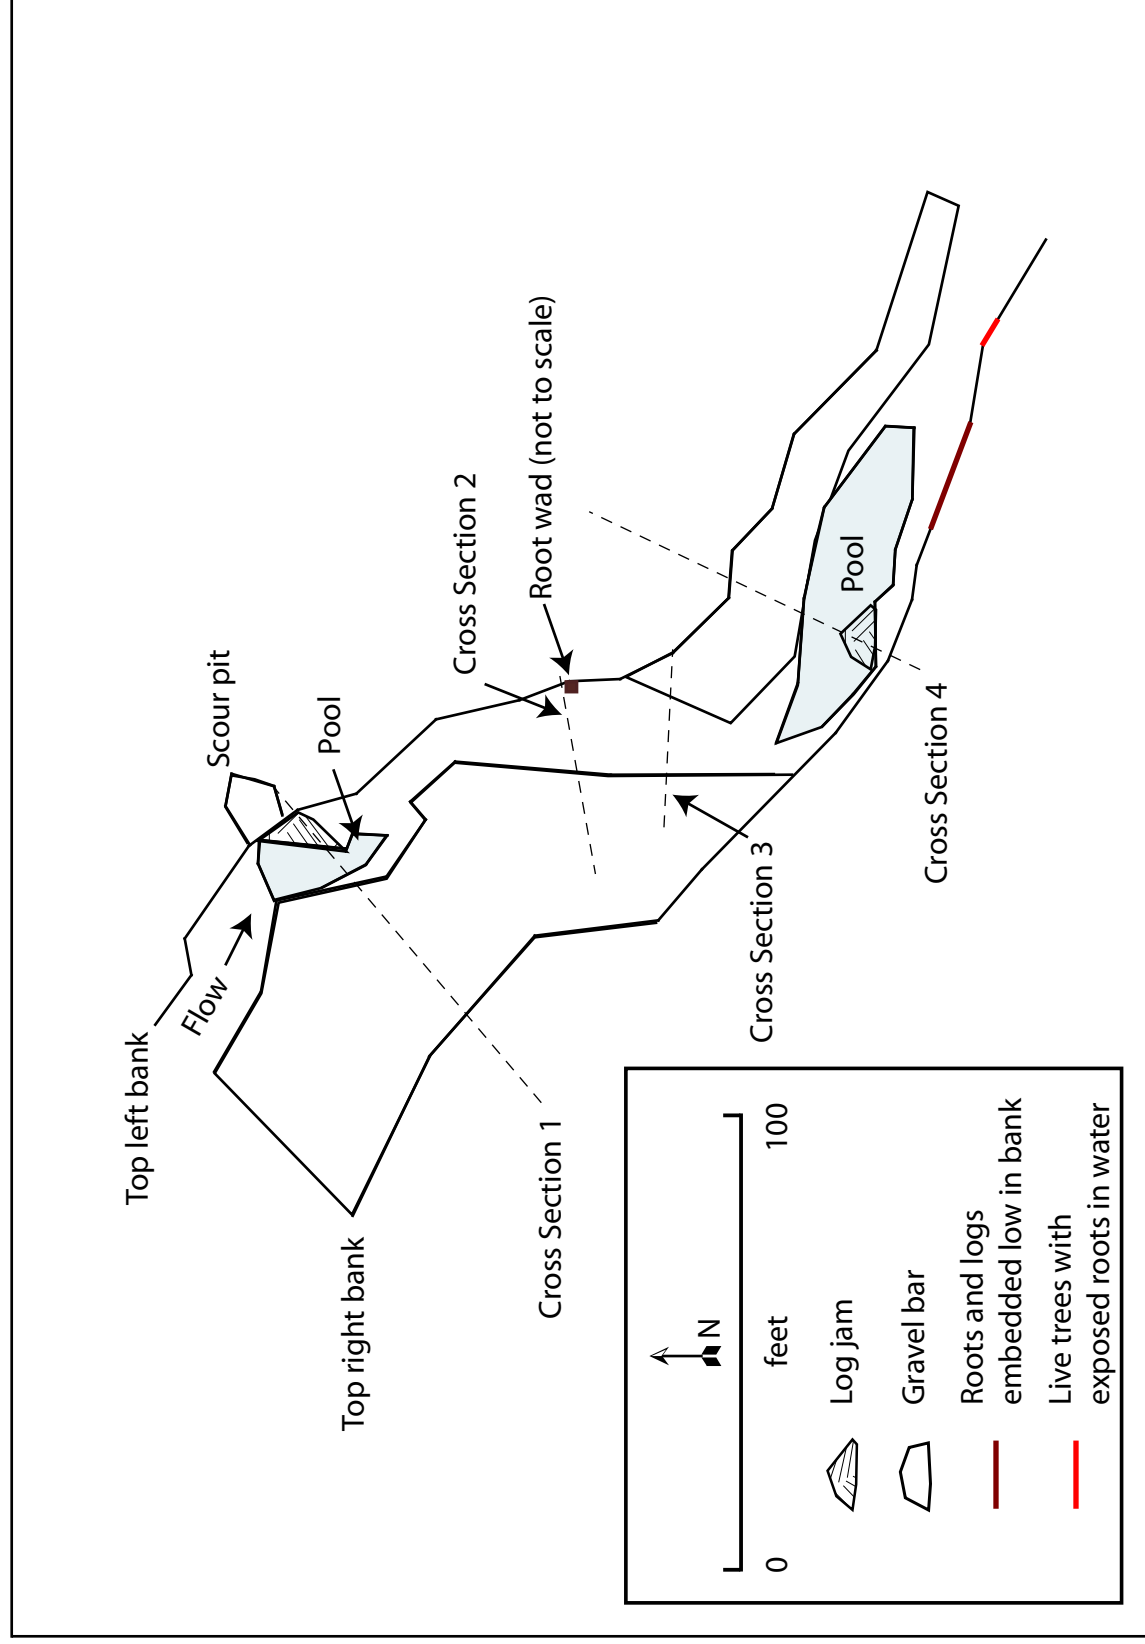 Top left bank
Flow
Scour pit
Pool
Top right bank
Cross Section 2
Root wad (not to scale)
Cross Section 1
Cross Section 3
Pool
Cross Section 4
N
0
feet
100
Log jam
Gravel bar
Roots and logs
embedded low in bank
Live trees with
exposed roots in water